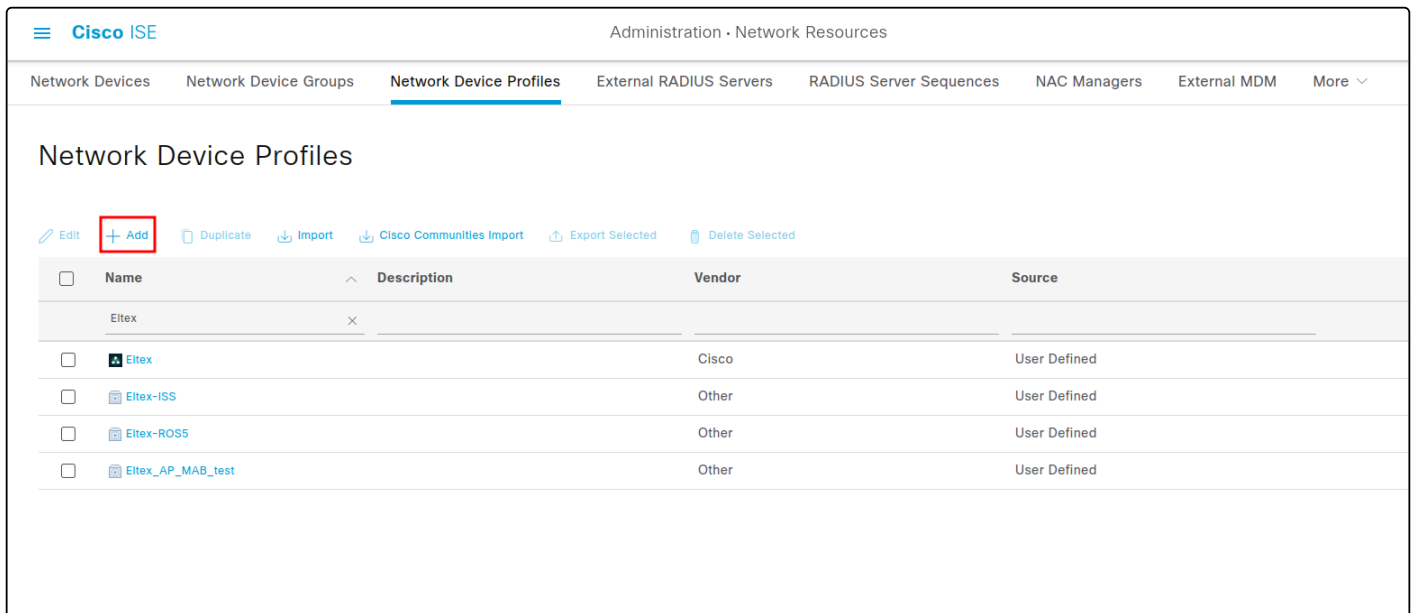 Cisco ISE Administration · Network Resources
Network Devices Network Device Groups Network Device Profiles External RADIUS Servers RADIUS Server Sequences NAC Managers External MDM More
Network Device Profiles
Edit + Add Duplicate Import Cisco Communities Import Export Selected Delete Selected
Name Description Vendor Source
Eltex
Eltex Cisco User Defined
Eltex-ISS Other User Defined
Eltex-ROS5 Other User Defined
Eltex_AP_MAB_test Other User Defined